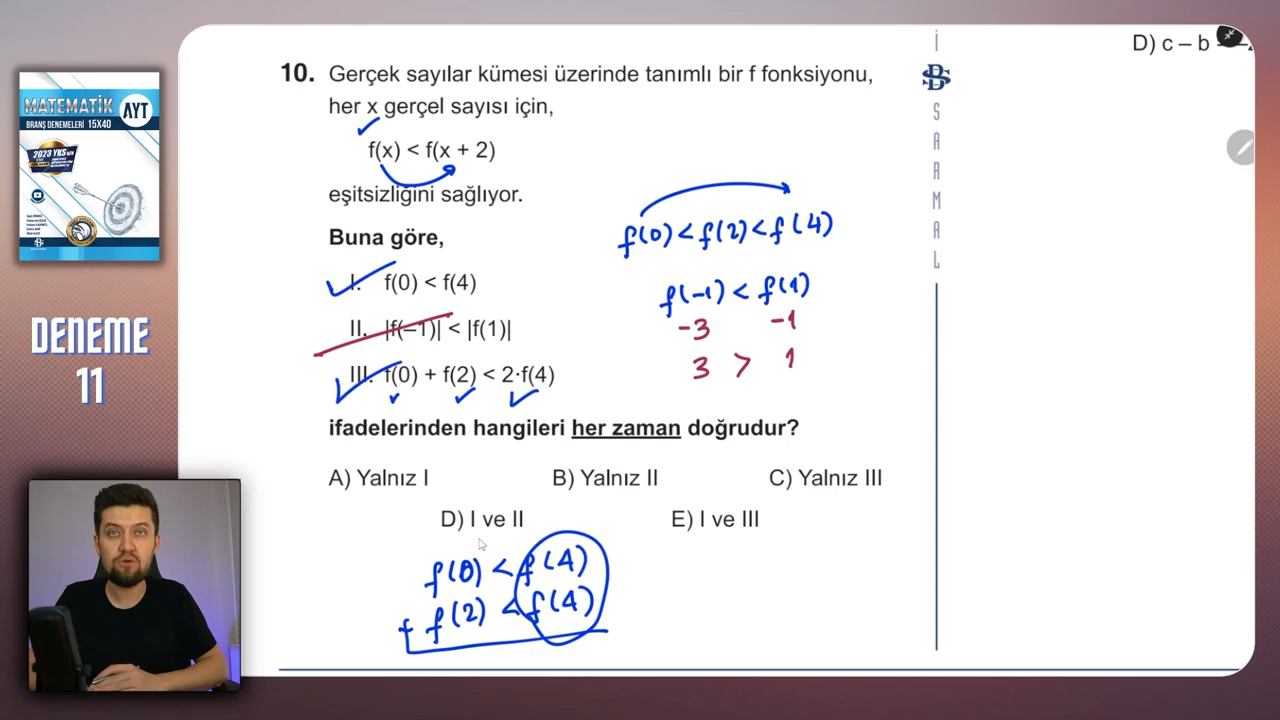 MATEMATİK AYT
BRANŞ DENEMELERİ 15X40
DENEME
11
10. Gerçek sayılar kümesi üzerinde tanımlı bir f fonksiyonu,
her x gerçel sayısı için,
f(x) < f(x + 2)
eşitsizliğini sağlıyor.
Buna göre,
I. f(0) < f(4)
II. |f(–1)| < |f(1)|
III. f(0) + f(2) < 2·f(4)
ifadelerinden hangileri her zaman doğrudur?
A) Yalnız I B) Yalnız II C) Yalnız III
D) I ve II E) I ve III
f(0) < f(4)
+ f(2) < f(4)
f(0) < f(2) < f(4)
f(-1) < f(1)
-3 -1
3 > 1
İ
S
A
R
M
A
L
D) c – b